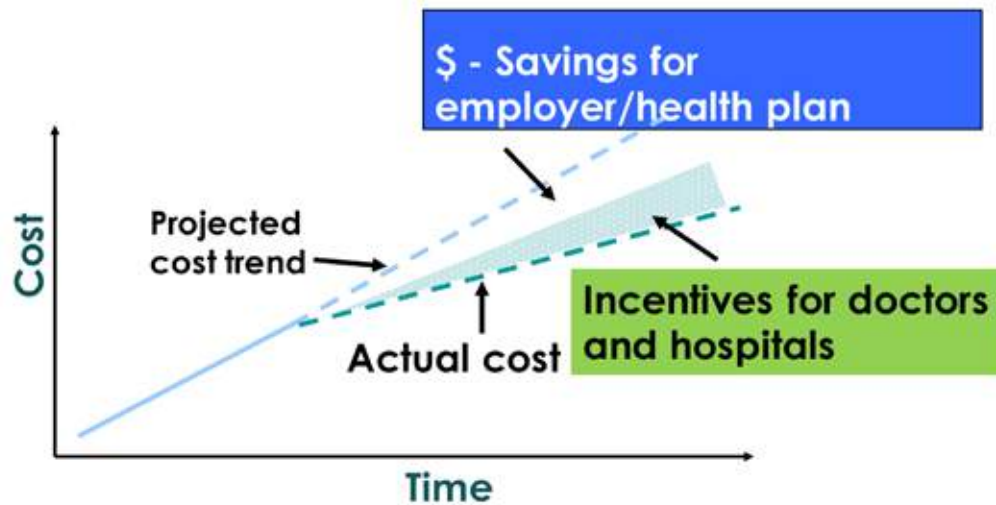 $ - Savings for
employer/health plan
Projected
cost trend
Cost
Incentives for doctors
and hospitals
Actual cost
Time